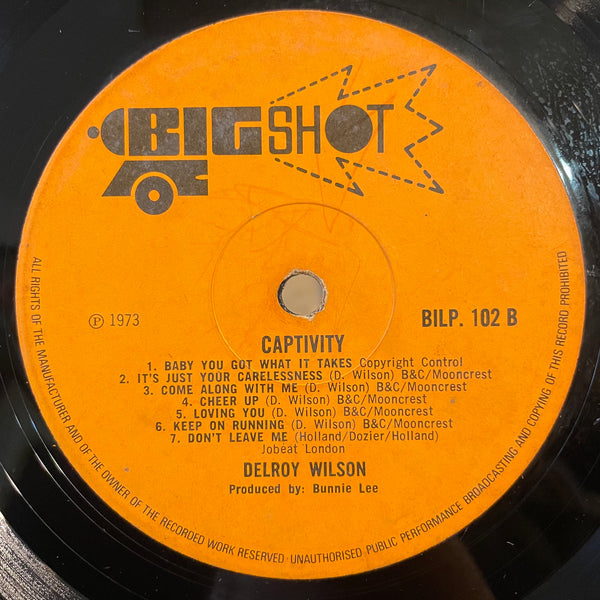 BIG SHOT
℗ 1973
BILP. 102 B
CAPTIVITY
1. BABY YOU GOT WHAT IT TAKES Copyright Control
2. IT'S JUST YOUR CARELESSNESS (D. Wilson) B&C/Mooncrest
3. COME ALONG WITH ME (D. Wilson) B&C/Mooncrest
4. CHEER UP (D. Wilson) B&C/Mooncrest
5. LOVING YOU (D. Wilson) B&C/Mooncrest
6. KEEP ON RUNNING (D. Wilson) B&C/Mooncrest
7. DON'T LEAVE ME (Holland/Dozier/Holland)
Jobeat London
DELROY WILSON
Produced by: Bunnie Lee
ALL RIGHTS OF THE MANUFACTURER AND OF THE OWNER OF THE RECORDED WORK RESERVED UNAUTHORISED PUBLIC PERFORMANCE BROADCASTING AND COPYING OF THIS RECORD PROHIBITED